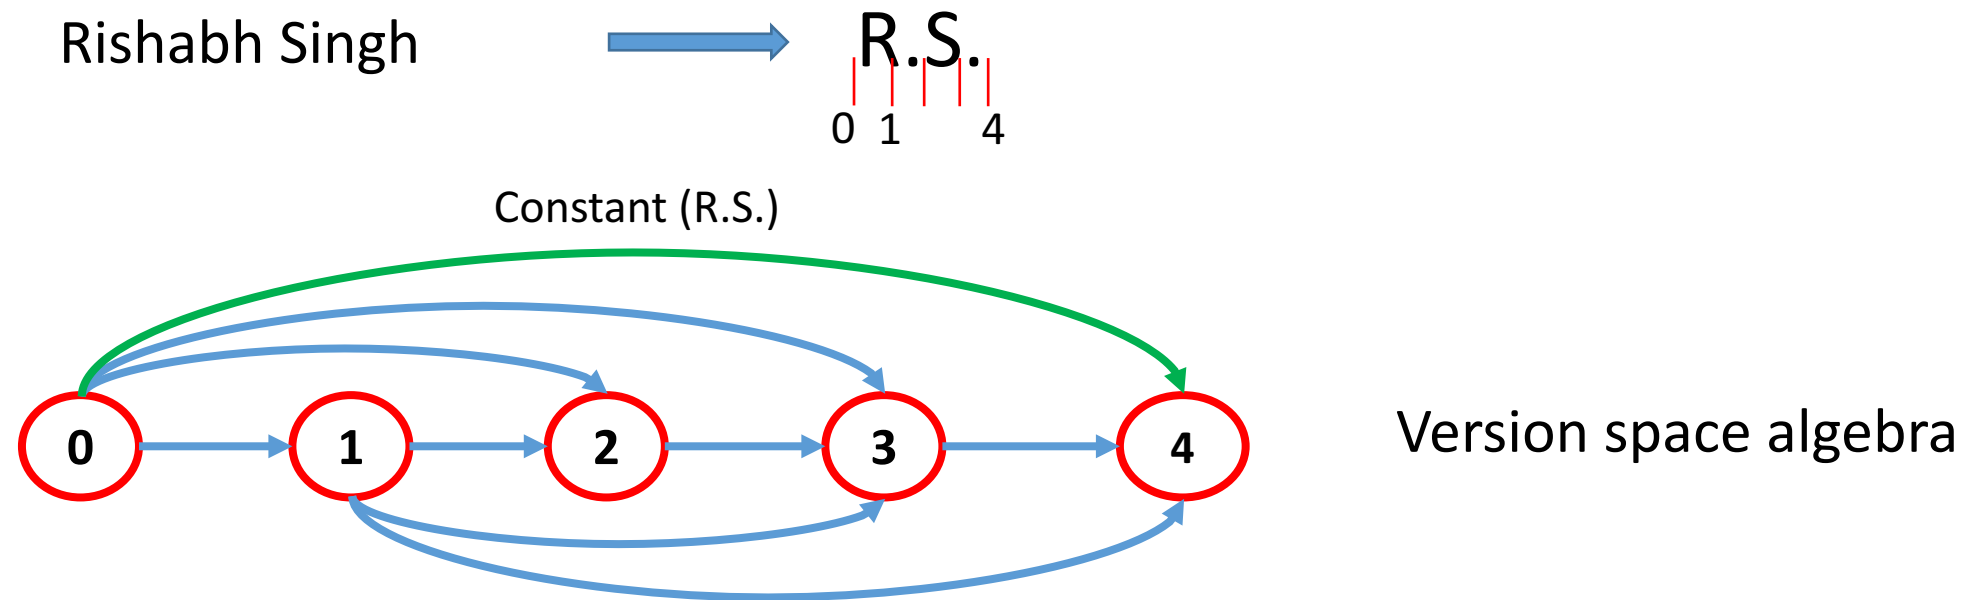 Rishabh Singh
R.S.
0 1 4
Constant (R.S.)
0 1 2 3 4
Version space algebra